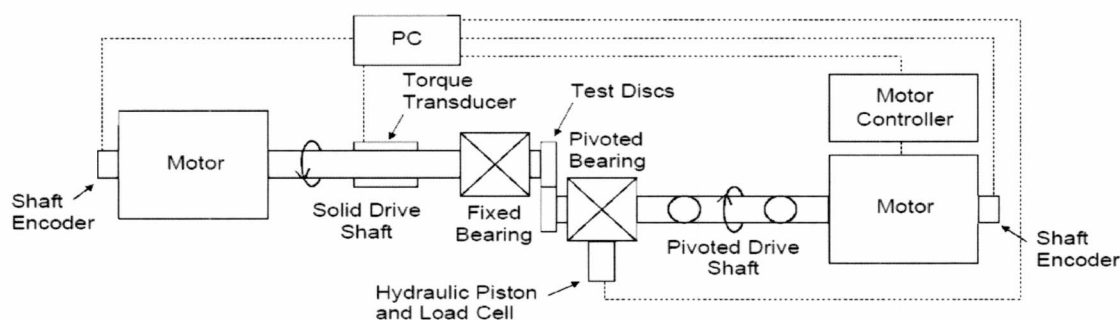 PC
Torque
Transducer
Test Discs
Motor
Controller
Motor
Pivoted
Bearing
Motor
Shaft
Encoder
Solid Drive
Shaft
Fixed
Bearing
Pivoted Drive
Shaft
Shaft
Encoder
Hydraulic Piston
and Load Cell